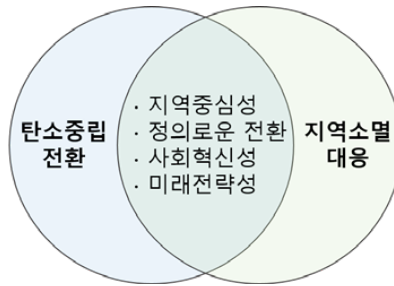 탄소중립
전환
· 지역중심성
· 정의로운 전환
· 사회혁신성
· 미래전략성
지역소멸
대응